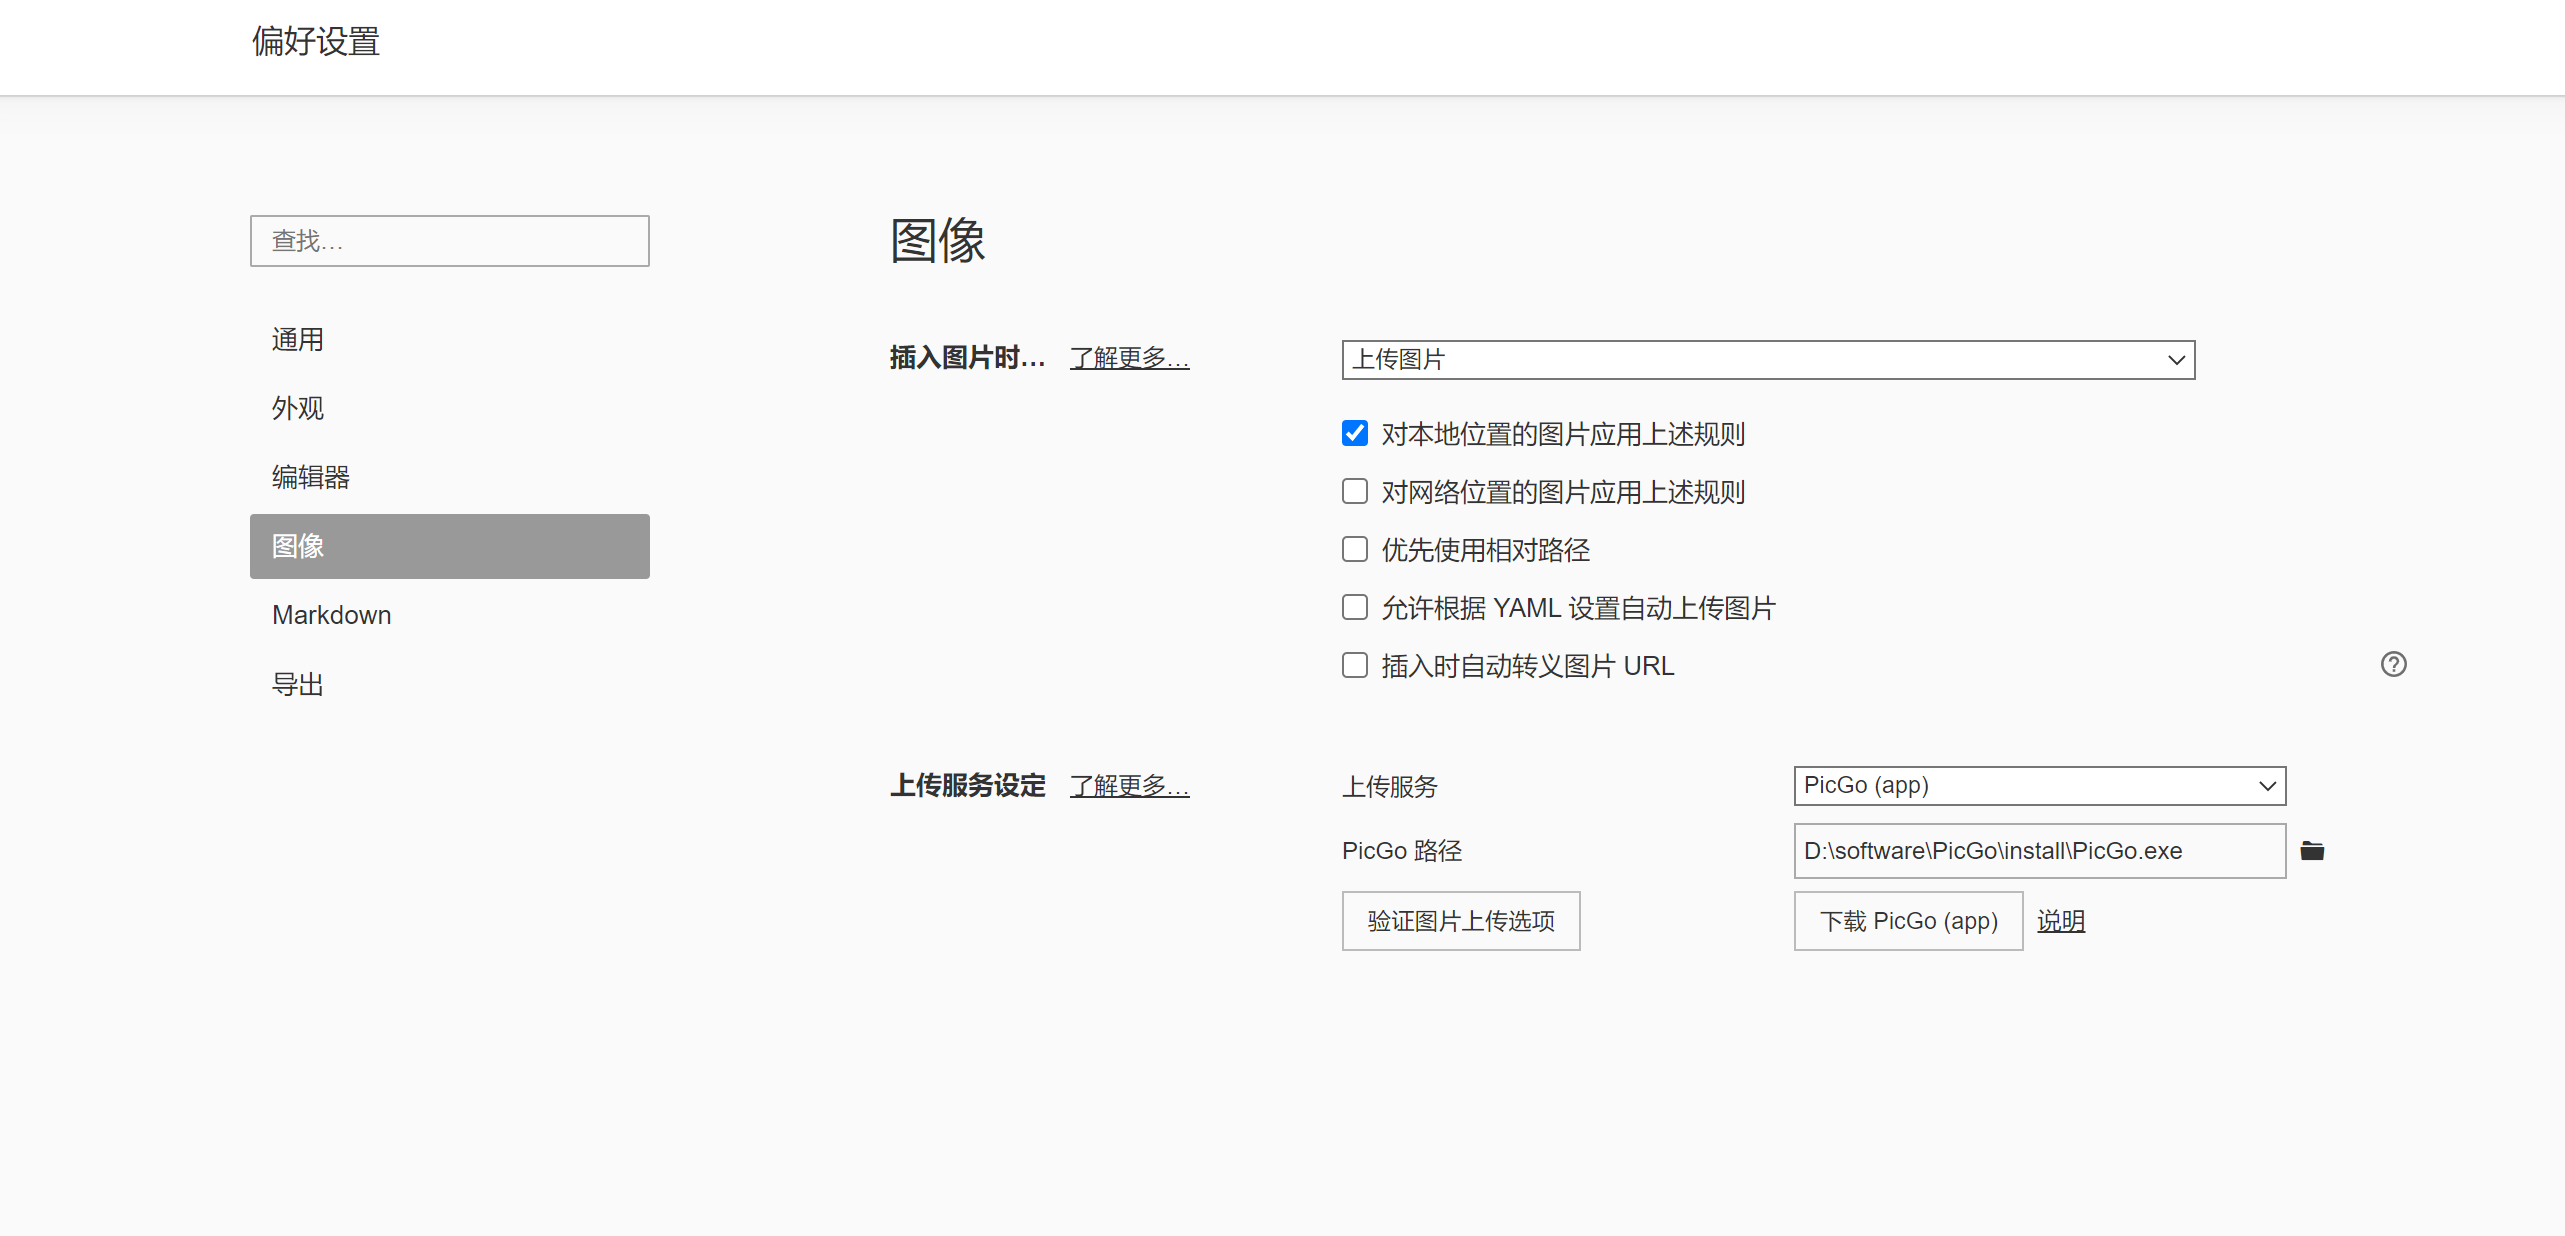 偏好设置
查找…
通用
外观
编辑器
图像
Markdown
导出
图像
插入图片时… 了解更多… 上传图片
对本地位置的图片应用上述规则
对网络位置的图片应用上述规则
优先使用相对路径
允许根据 YAML 设置自动上传图片
插入时自动转义图片 URL
上传服务设定 了解更多… 上传服务 PicGo (app)
PicGo 路径 D:\software\PicGo\install\PicGo.exe
验证图片上传选项 下载 PicGo (app) 说明